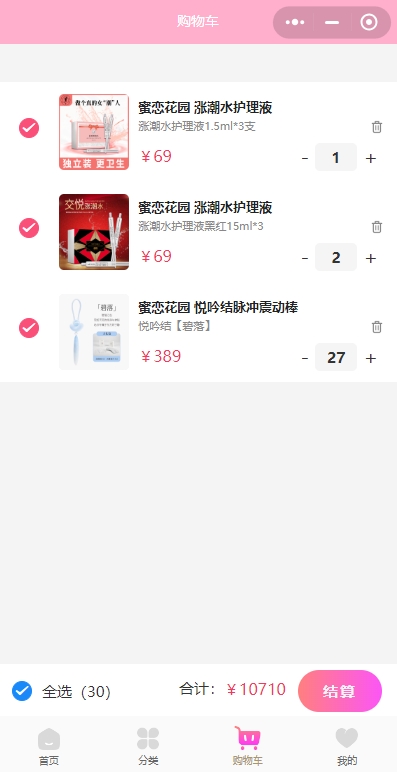 购物车
我个真的女“潮”人
独立装 更卫生
蜜恋花园 涨潮水护理液
涨潮水护理液1.5ml*3支
￥69
- 1 +
交悦涨潮水
蜜恋花园 涨潮水护理液
涨潮水护理液黑红15ml*3
￥69
- 2 +
「碧落」
蜜恋花园 悦吟结脉冲震动棒
悦吟结【碧落】
￥389
- 27 +
全选（30）
合计：￥10710
结算
首页
分类
购物车
我的